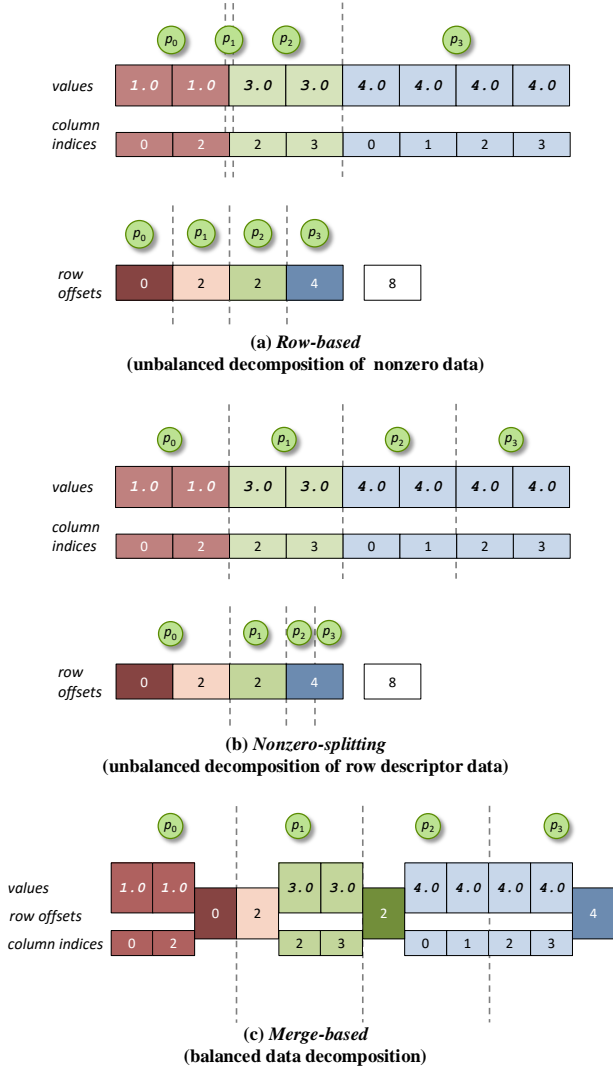 p0 p1 p2 p3
values 1.0 1.0 3.0 3.0 4.0 4.0 4.0 4.0
column
indices 0 2 2 3 0 1 2 3
p0 p1 p2 p3
row
offsets 0 2 2 4 8
(a) Row-based
(unbalanced decomposition of nonzero data)
p0 p1 p2 p3
values 1.0 1.0 3.0 3.0 4.0 4.0 4.0 4.0
column
indices 0 2 2 3 0 1 2 3
p0 p1 p2 p3
row
offsets 0 2 2 4 8
(b) Nonzero-splitting
(unbalanced decomposition of row descriptor data)
p0 p1 p2 p3
values 1.0 1.0 3.0 3.0 4.0 4.0 4.0 4.0
row offsets 0 2 2 4
column indices 0 2 2 3 0 1 2 3
(c) Merge-based
(balanced data decomposition)